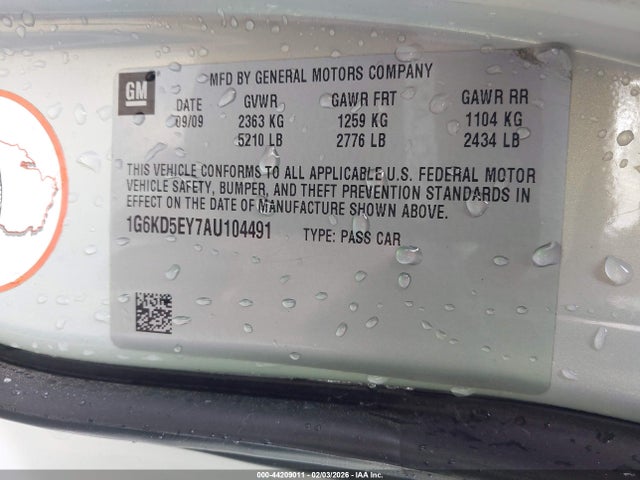 GM
MFD BY GENERAL MOTORS COMPANY
DATE GVWR GAWR FRT GAWR RR
09/09 2363 KG 1259 KG 1104 KG
5210 LB 2776 LB 2434 LB
THIS VEHICLE CONFORMS TO ALL APPLICABLE U.S. FEDERAL MOTOR
VEHICLE SAFETY, BUMPER, AND THEFT PREVENTION STANDARDS IN
EFFECT ON THE DATE OF MANUFACTURE SHOWN ABOVE.
1G6KD5EY7AU104491 TYPE: PASS CAR
000-44209011 - 02/03/2026 - IAA Inc.